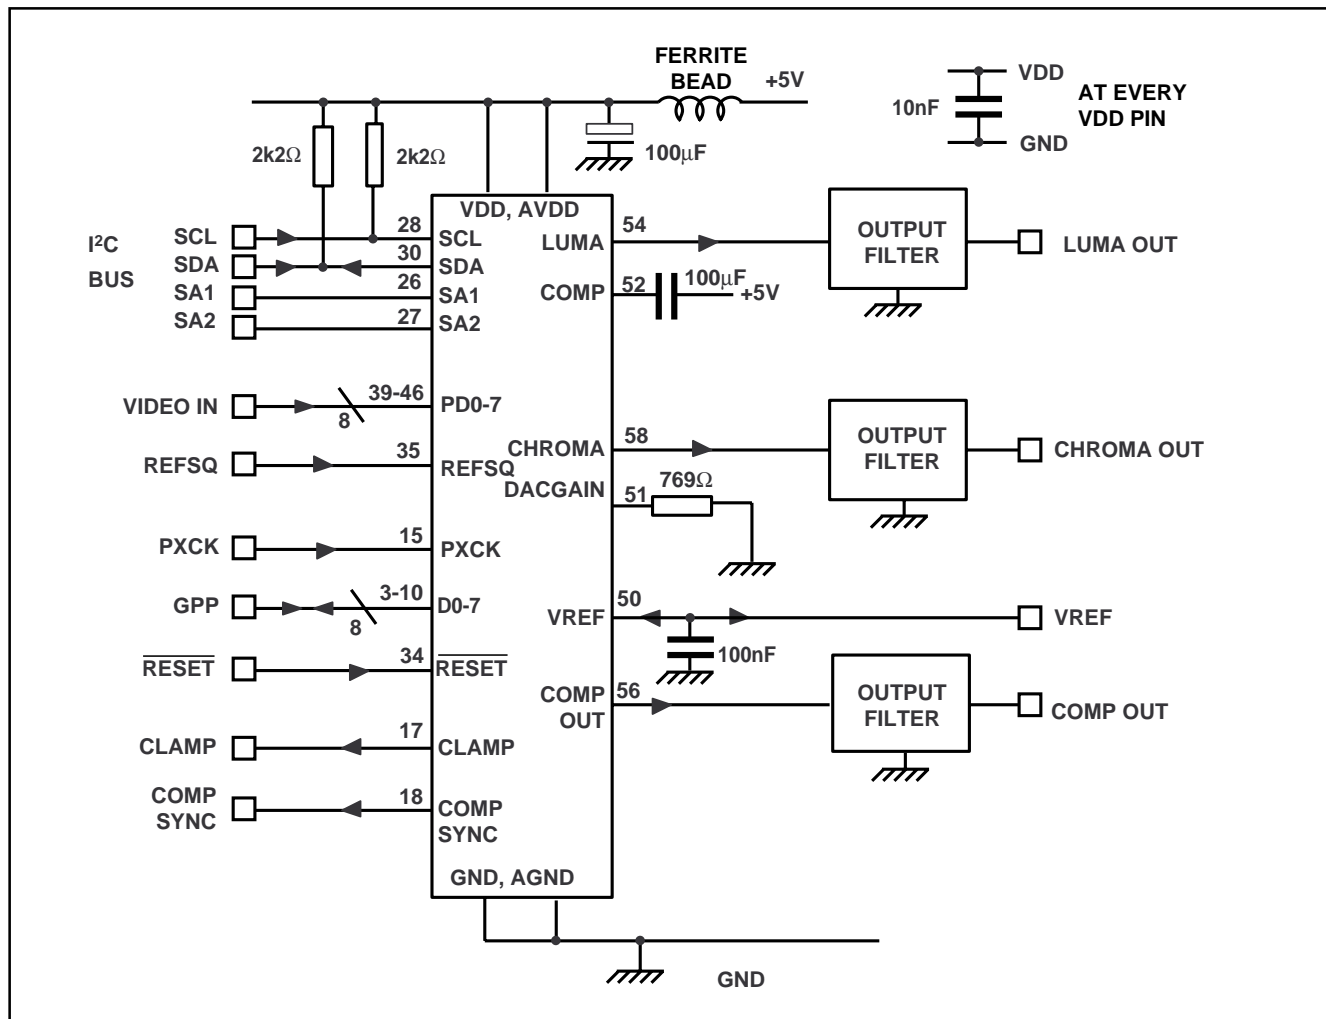 FERRITE
BEAD
+5V
VDD
10nF
AT EVERY
VDD PIN
GND
2k2Ω
2k2Ω
100µF
VDD, AVDD
I²C
BUS
SCL
28
SCL
SDA
30
SDA
SA1
26
SA1
SA2
27
SA2
VIDEO IN
8
39-46
PD0-7
REFSQ
35
REFSQ
PXCK
15
PXCK
GPP
8
3-10
D0-7
RESET
34
RESET
CLAMP
17
CLAMP
COMP
SYNC
18
COMP
SYNC
GND, AGND
GND
LUMA
54
OUTPUT
FILTER
LUMA OUT
COMP
52
100µF
+5V
CHROMA
58
OUTPUT
FILTER
CHROMA OUT
DACGAIN
51
769Ω
VREF
50
100nF
VREF
COMP
OUT
56
OUTPUT
FILTER
COMP OUT